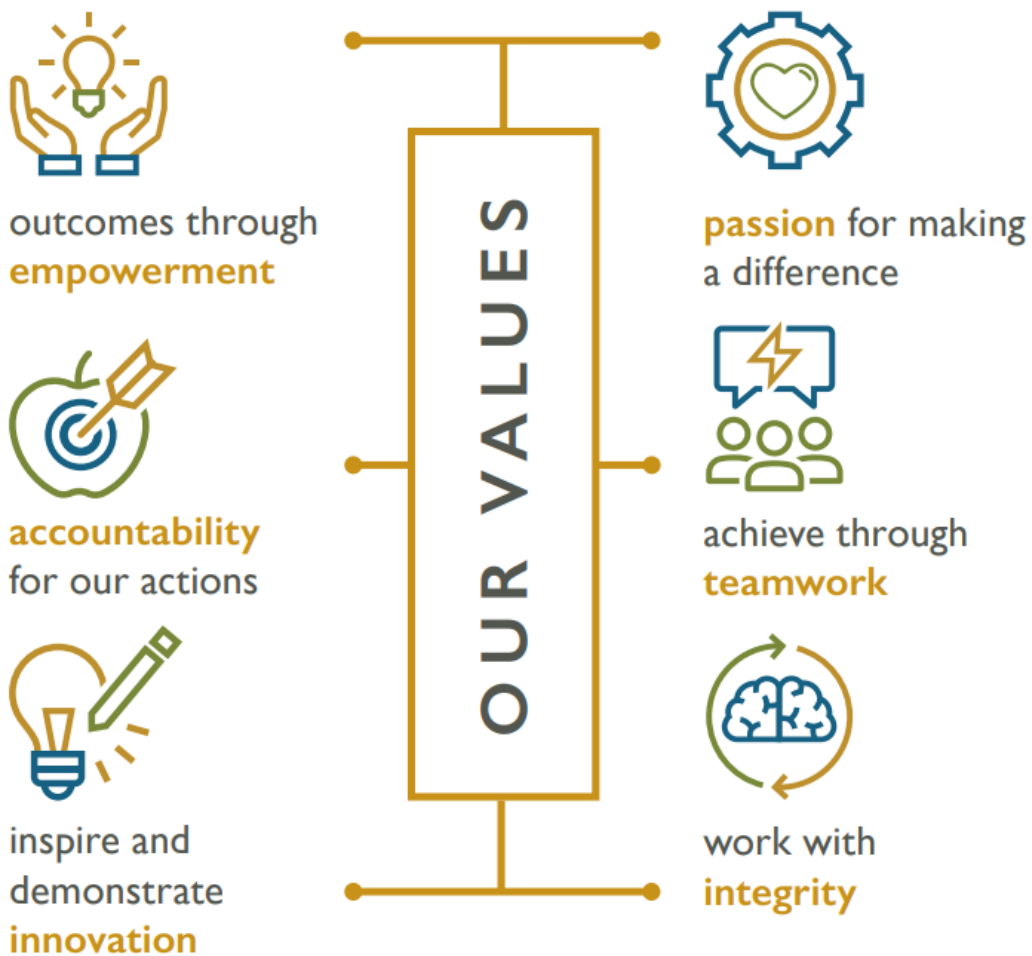 outcomes through
empowerment
accountability
for our actions
inspire and
demonstrate
innovation
OUR VALUES
passion for making
a difference
achieve through
teamwork
work with
integrity